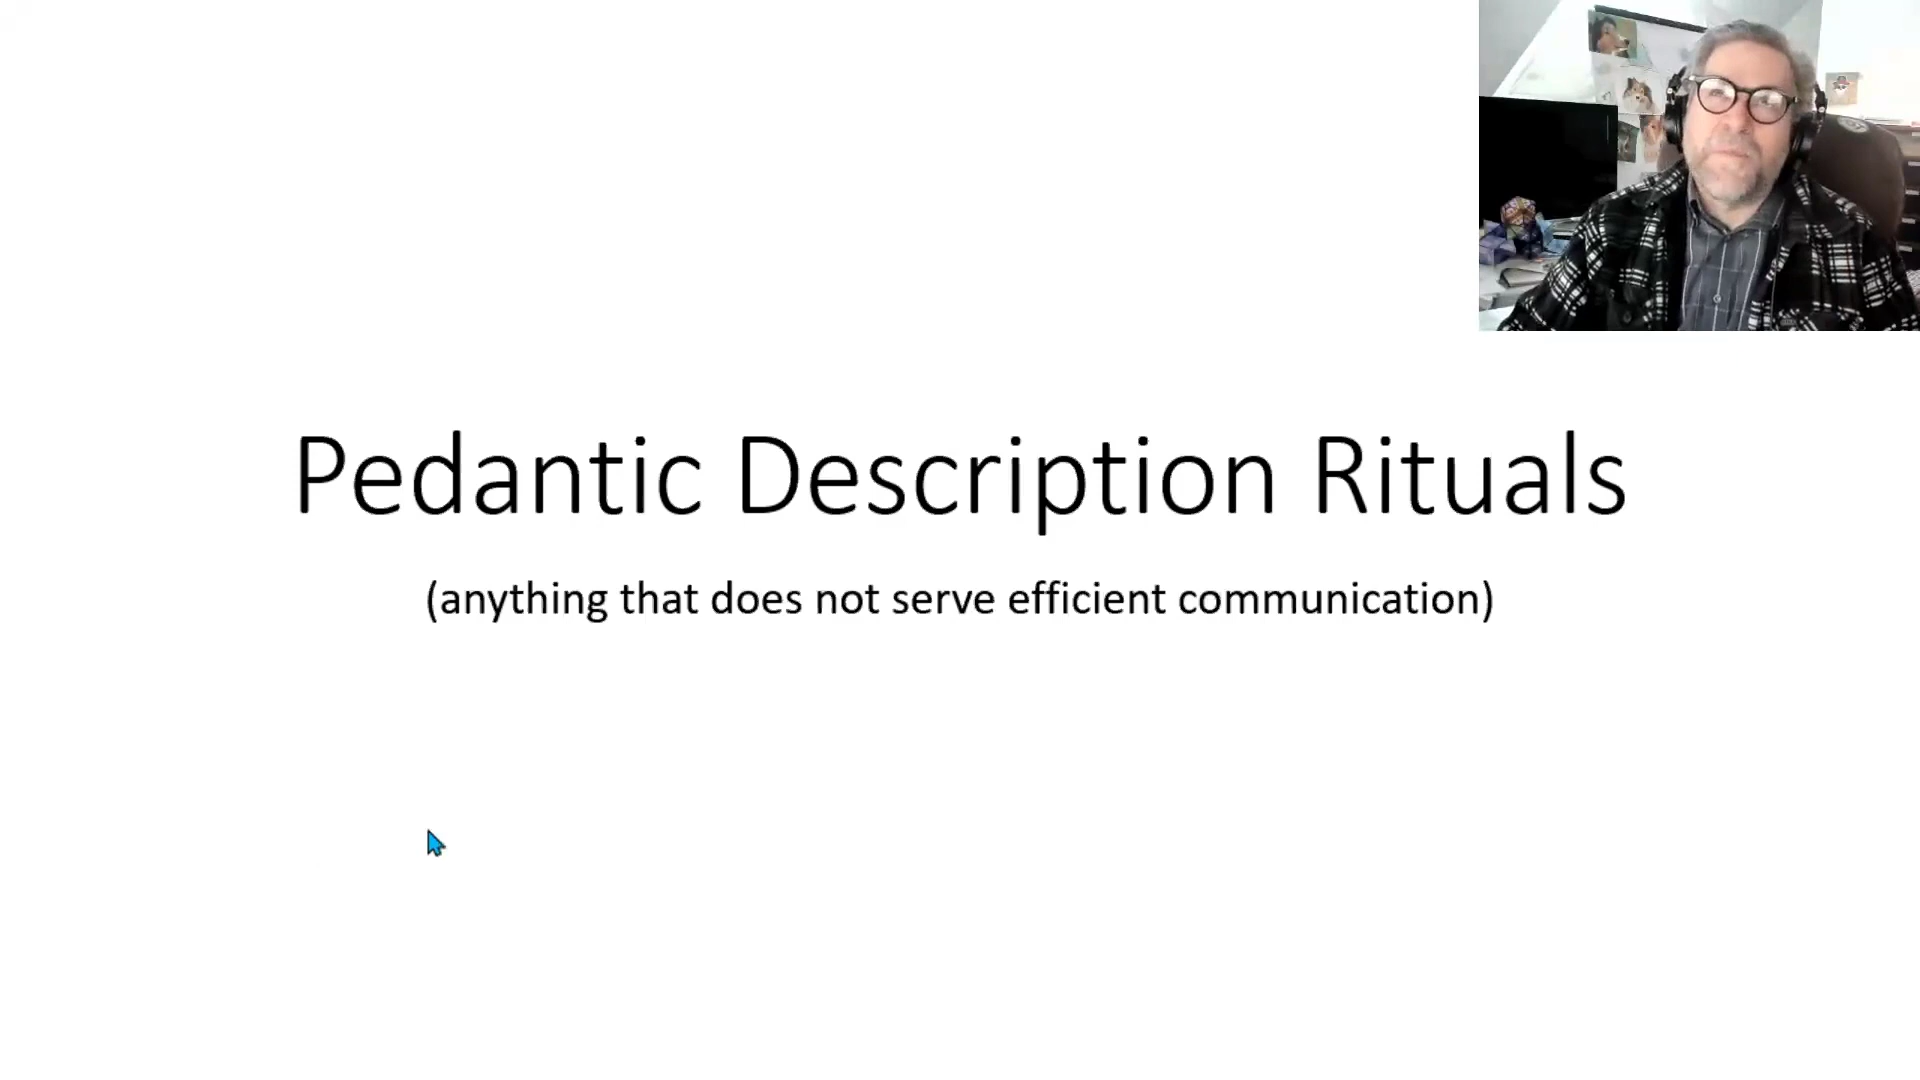 Pedantic Description Rituals
(anything that does not serve efficient communication)